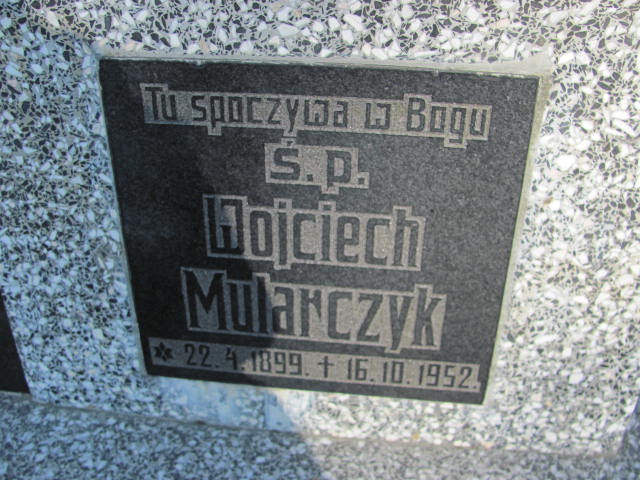 Tu spoczywa w Bogu
Ś.p.
Wojciech
Mularczyk
* 22.4.1899. + 16.10.1952.